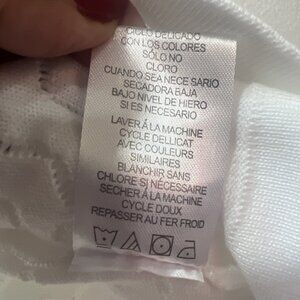 CICLO DELICADO
CON LOS COLORES
SÓLO NO
CLORO
CUANDO SEA NECE SARIO
SECADORA BAJA
BAJO NIVEL DE HIERO
SI ES NECESARIO
LAVER Á LA MACHINE
CYCLE DELLICAT
AVEC COULEURS
SIMILAIRES
BLANCHIR SANS
CHLORE SI NÉCESSAIRE
SECHER À LA MACHINE
CYCLE DOUX
REPASSER AU FER FROID